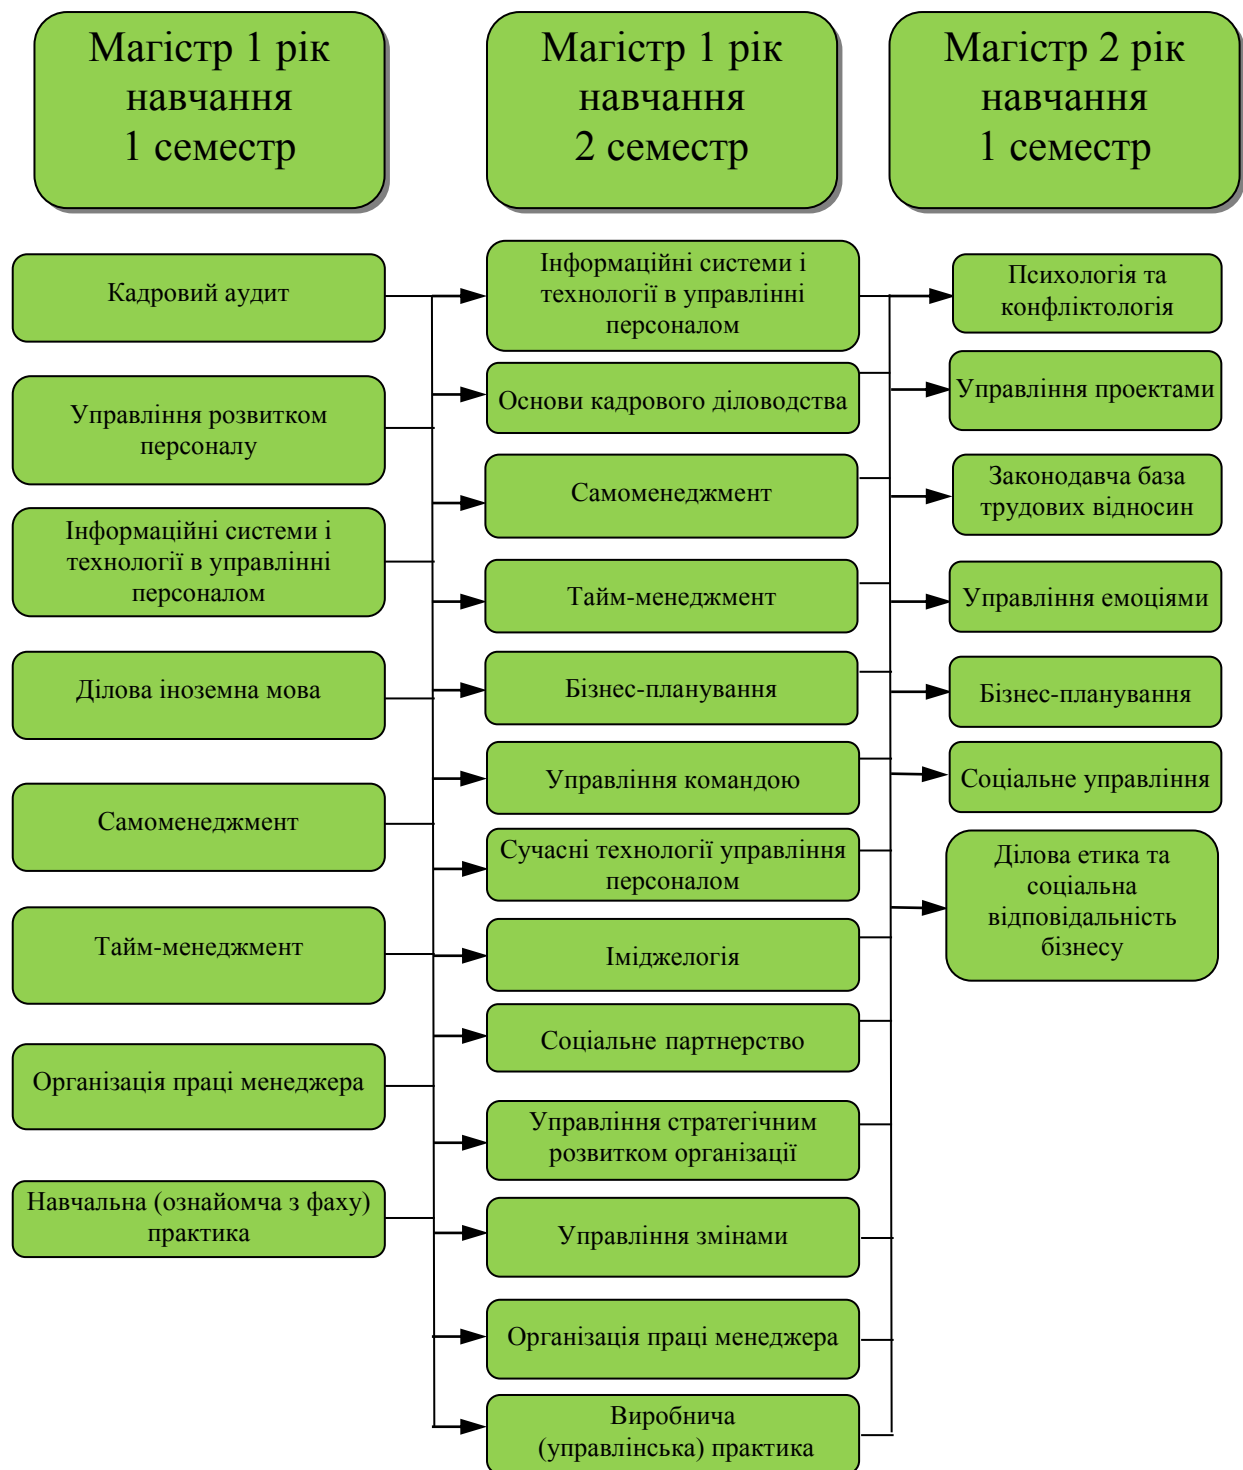 Магістр 1 рік
навчання
1 семестр
Магістр 1 рік
навчання
2 семестр
Магістр 2 рік
навчання
1 семестр
Кадровий аудит
Управління розвитком
персоналу
Інформаційні системи і
технології в управлінні
персоналом
Ділова іноземна мова
Самоменеджмент
Тайм-менеджмент
Організація праці менеджера
Навчальна (ознайомча з фаху)
практика
Інформаційні системи і
технології в управлінні
персоналом
Основи кадрового діловодства
Самоменеджмент
Тайм-менеджмент
Бізнес-планування
Управління командою
Сучасні технології управління
персоналом
Іміджелогія
Соціальне партнерство
Управління стратегічним
розвитком організації
Управління змінами
Організація праці менеджера
Виробнича
(управлінська) практика
Психологія та
конфліктологія
Управління проектами
Законодавча база
трудових відносин
Управління емоціями
Бізнес-планування
Соціальне управління
Ділова етика та
соціальна
відповідальність
бізнесу